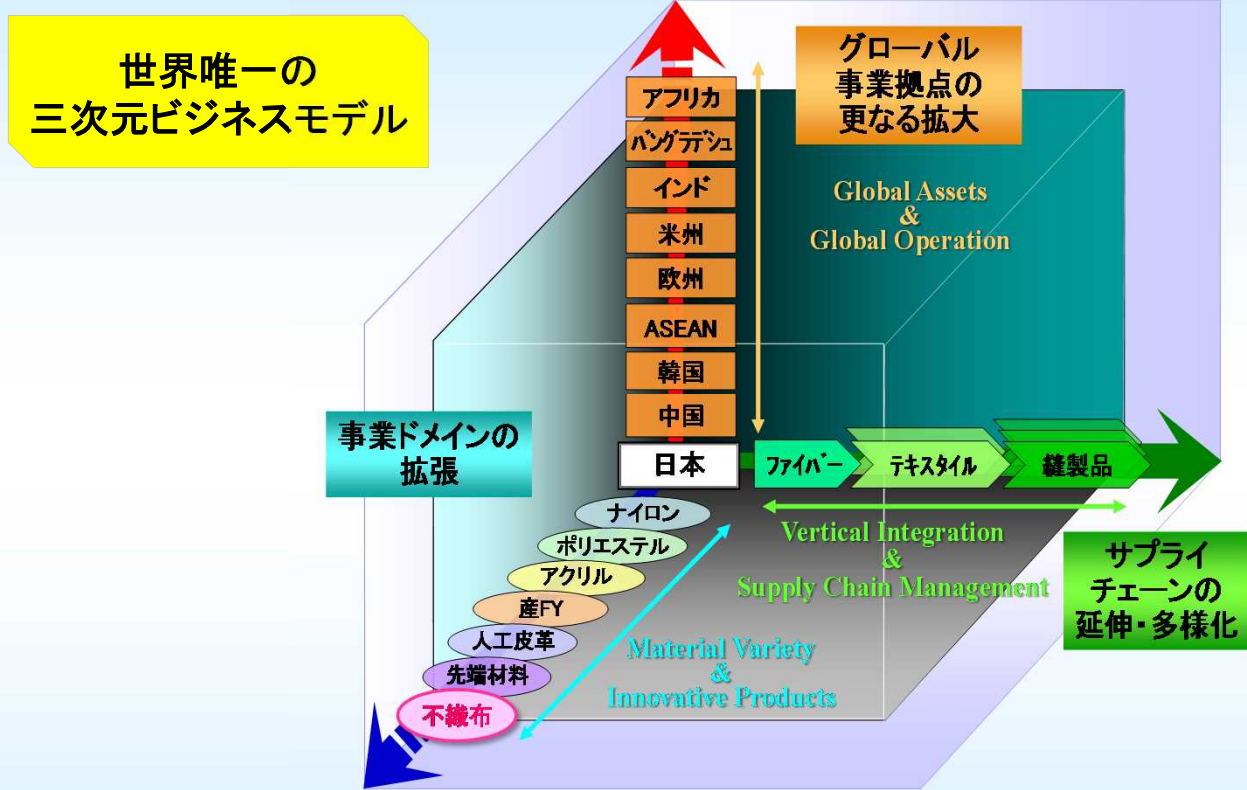 世界唯一の
三次元ビジネスモデル
グローバル
事業拠点の
更なる拡大
アフリカ
バングラデシュ
インド
米州
欧州
ASEAN
韓国
中国
日本
Global Assets
&
Global Operation
事業ドメインの
拡張
ファイバー
テキスタイル
縫製品
Vertical Integration
&
Supply Chain Management
サプライ
チェーンの
延伸・多様化
ナイロン
ポリエステル
アクリル
産FY
人工皮革
先端材料
不織布
Material Variety
&
Innovative Products